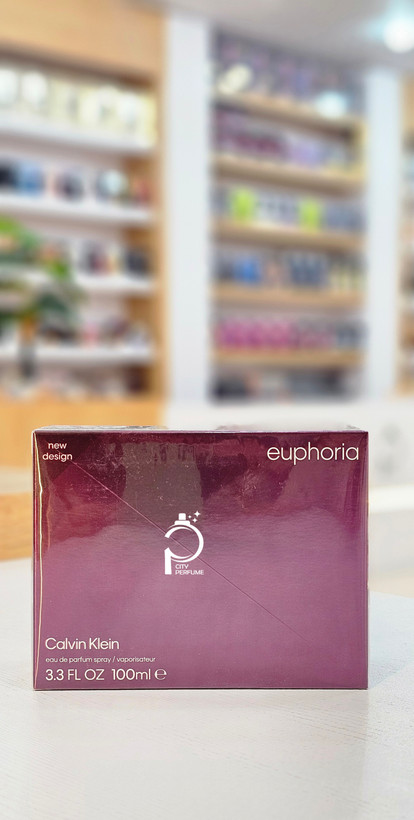 new
design
euphoria
CITY
PERFUME
Calvin Klein
eau de parfum spray / vaporisateur
3.3 FL OZ 100ml ℮